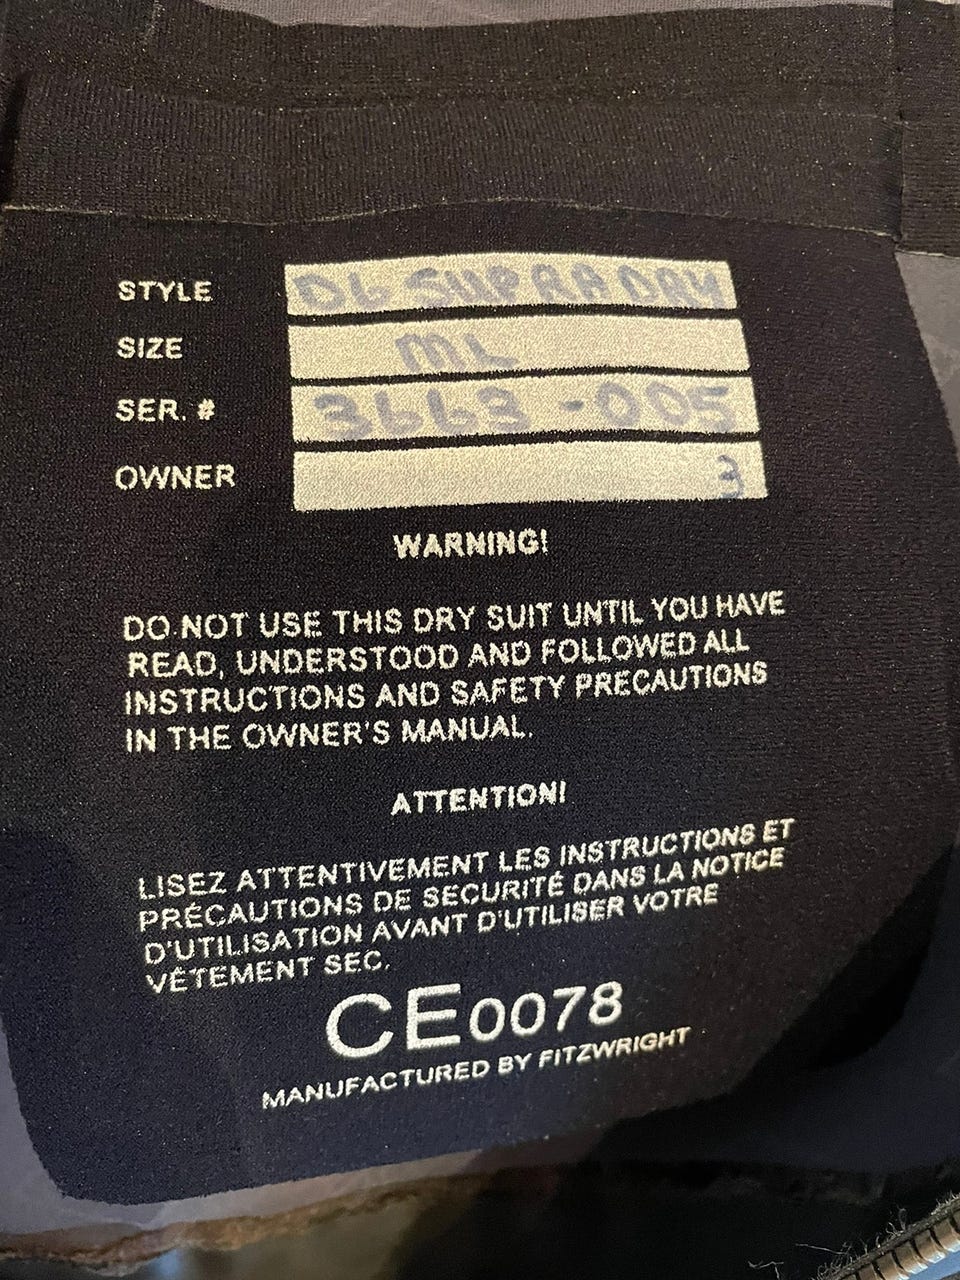 STYLE DL SUPRA DRY
SIZE ML
SER. # 3663-005
OWNER 3
WARNING!
DO NOT USE THIS DRY SUIT UNTIL YOU HAVE
READ, UNDERSTOOD AND FOLLOWED ALL
INSTRUCTIONS AND SAFETY PRECAUTIONS
IN THE OWNER'S MANUAL.
ATTENTION!
LISEZ ATTENTIVEMENT LES INSTRUCTIONS ET
PRÉCAUTIONS DE SECURITÉ DANS LA NOTICE
D'UTILISATION AVANT D'UTILISER VOTRE
VÊTEMENT SEC.
CE0078
MANUFACTURED BY FITZWRIGHT